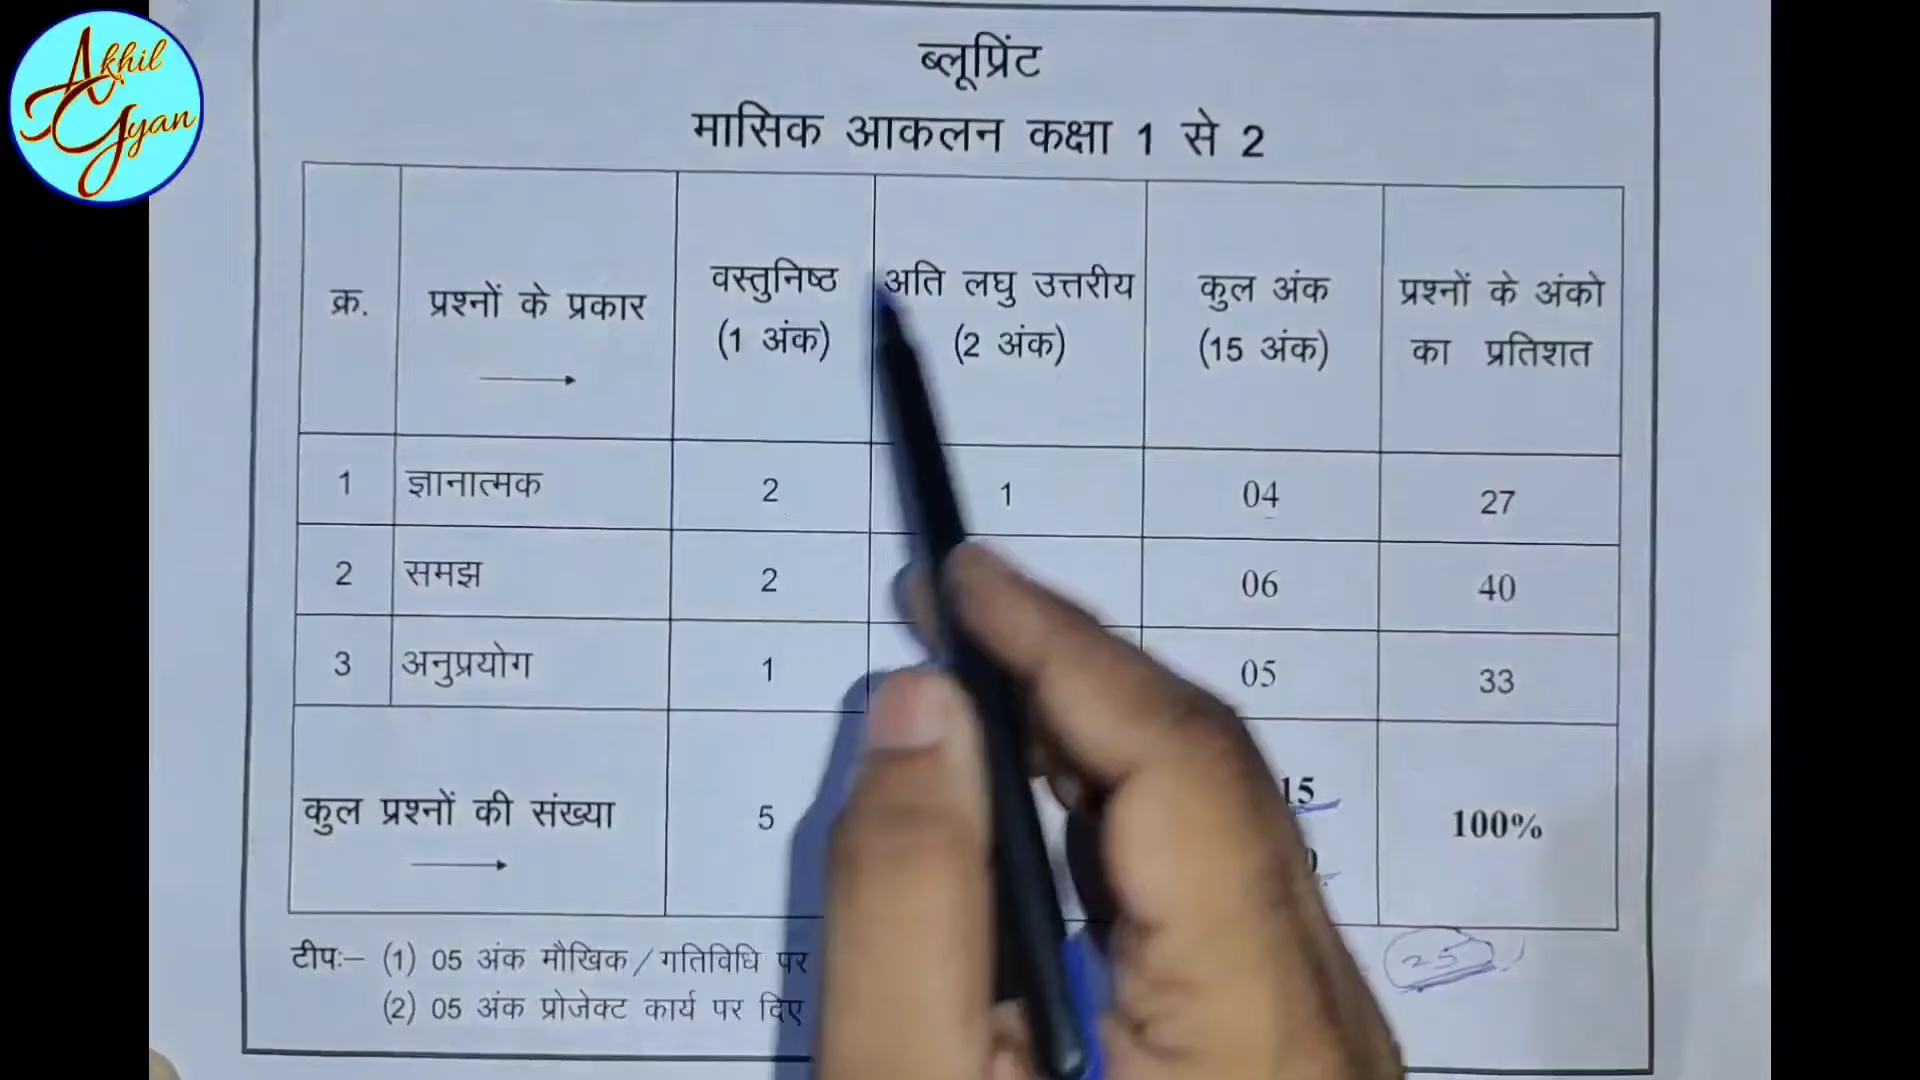 Akhil
Gyan
ब्लूप्रिंट
मासिक आकलन कक्षा 1 से 2
क्र. प्रश्नों के प्रकार वस्तुनिष्ठ (1 अंक) अति लघु उत्तरीय (2 अंक) कुल अंक (15 अंक) प्रश्नों के अंको का प्रतिशत
1 ज्ञानात्मक 2 1 04 27
2 समझ 2 06 40
3 अनुप्रयोग 1 05 33
कुल प्रश्नों की संख्या 5 15 100%
टीपः– (1) 05 अंक मौखिक/गतिविधि पर
25
(2) 05 अंक प्रोजेक्ट कार्य पर दिए